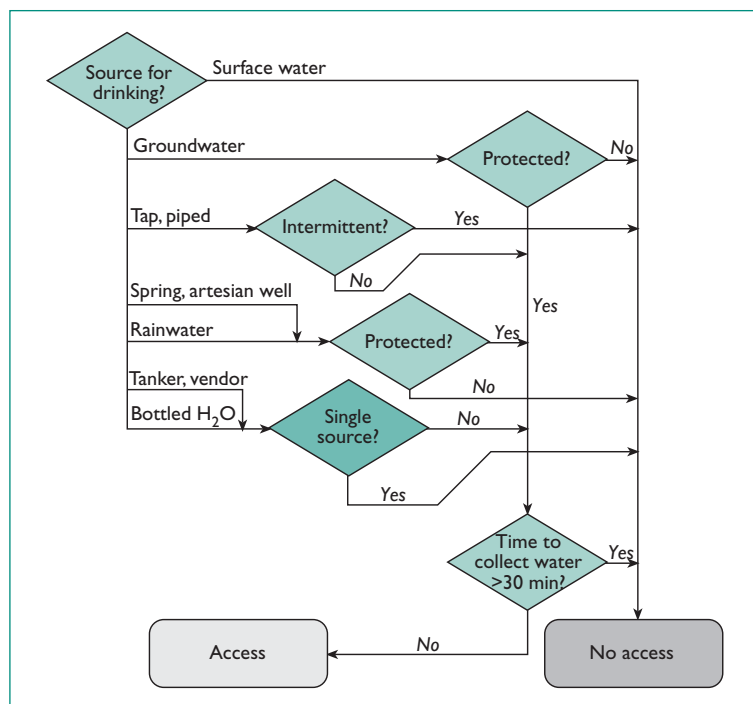 Source for
drinking?
Surface water
Groundwater
Protected?
No
Tap, piped
Intermittent?
Yes
No
Yes
Spring, artesian well
Rainwater
Protected?
Yes
No
Tanker, vendor
Bottled H₂O
Single
source?
No
Yes
Time to
collect water
>30 min?
Yes
No
Access
No access